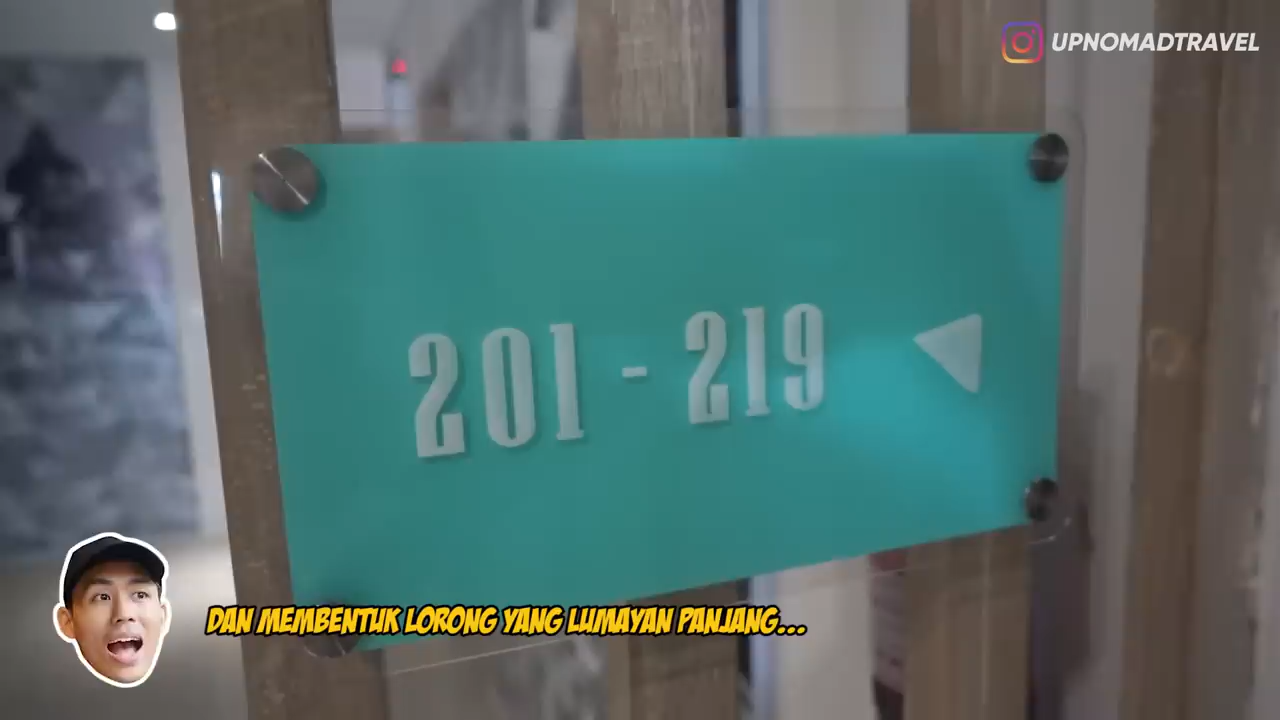 UPNOMADTRAVEL
201 - 219
DAN MEMBENTUK LORONG YANG LUMAYAN PANJANG...